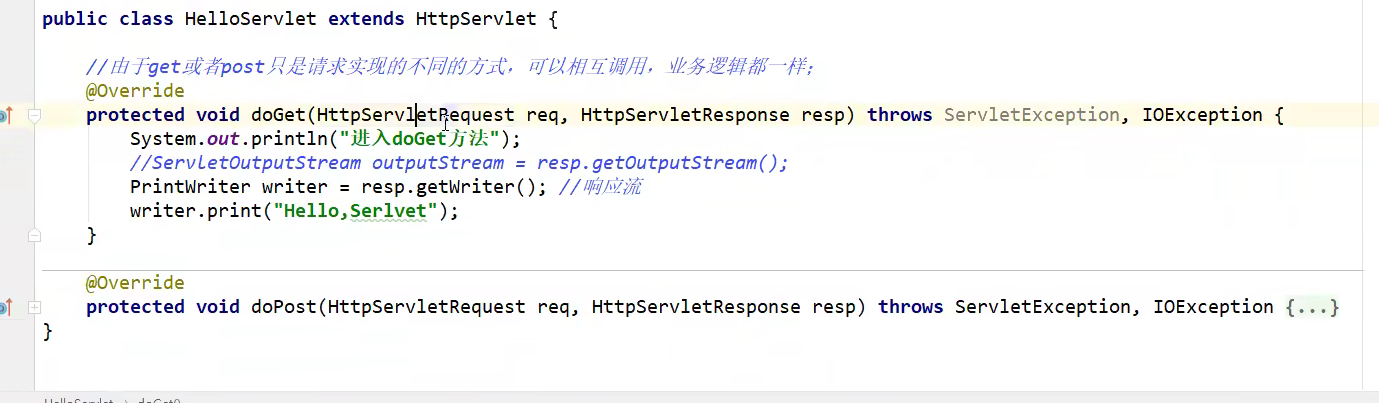 public class HelloServlet extends HttpServlet {
//由于get或者post只是请求实现的不同的方式，可以相互调用，业务逻辑都一样；
@Override
protected void doGet(HttpServletRequest req, HttpServletResponse resp) throws ServletException, IOException {
System.out.println("进入doGet方法");
//ServletOutputStream outputStream = resp.getOutputStream();
PrintWriter writer = resp.getWriter(); //响应流
writer.print("Hello,Serlvet");
}
@Override
protected void doPost(HttpServletRequest req, HttpServletResponse resp) throws ServletException, IOException {...}
}